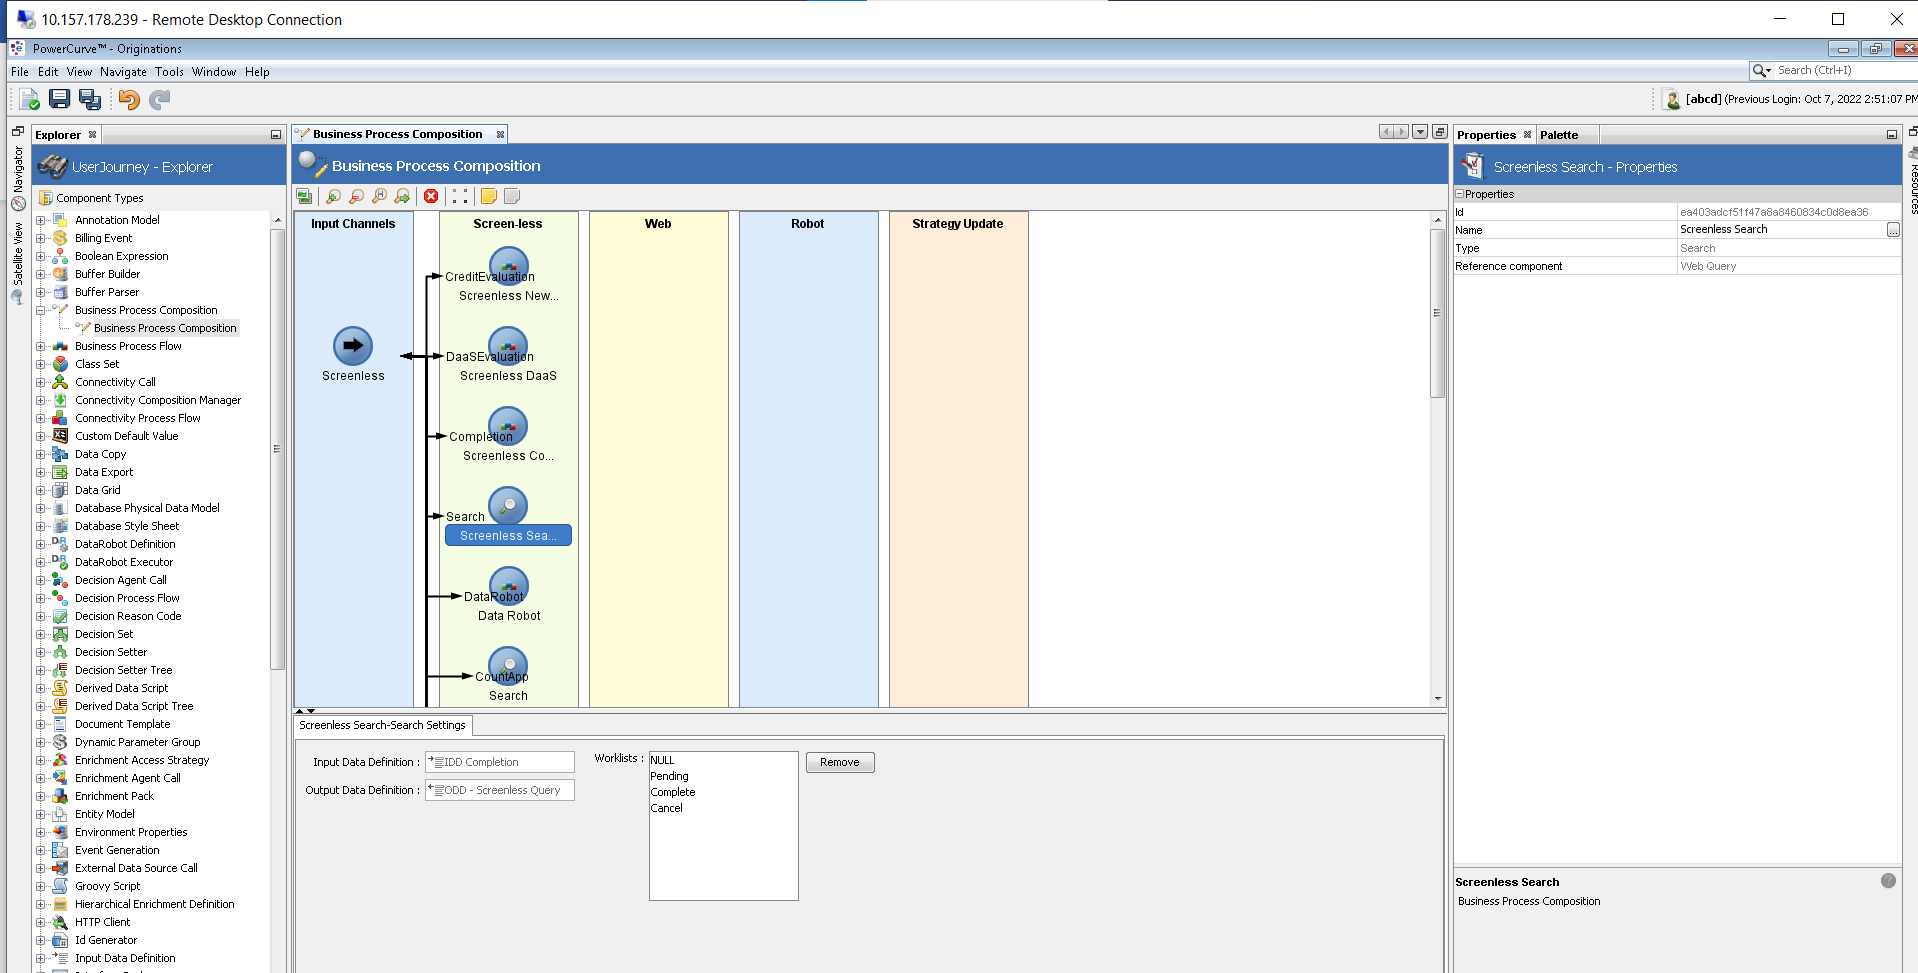 10.157.178.239 - Remote Desktop Connection
PowerCurve™ - Originations
File Edit View Navigate Tools Window Help
Search (Ctrl+I)
[abcd] (Previous Login: Oct 7, 2022 2:51:07 PM
Navigator
Satellite View
Explorer
UserJourney - Explorer
Component Types
Annotation Model
Billing Event
Boolean Expression
Buffer Builder
Buffer Parser
Business Process Composition
Business Process Composition
Business Process Flow
Class Set
Connectivity Call
Connectivity Composition Manager
Connectivity Process Flow
Custom Default Value
Data Copy
Data Export
Data Grid
Database Physical Data Model
Database Style Sheet
DataRobot Definition
DataRobot Executor
Decision Agent Call
Decision Process Flow
Decision Reason Code
Decision Set
Decision Setter
Decision Setter Tree
Derived Data Script
Derived Data Script Tree
Document Template
Dynamic Parameter Group
Enrichment Access Strategy
Enrichment Agent Call
Enrichment Pack
Entity Model
Environment Properties
Event Generation
External Data Source Call
Groovy Script
Hierarchical Enrichment Definition
HTTP Client
Id Generator
Input Data Definition
Business Process Composition
Business Process Composition
Input Channels
Screen-less
Web
Robot
Strategy Update
Screenless
CreditEvaluation
Screenless New...
DaaSEvaluation
Screenless DaaS
Completion
Screenless Co...
Search
Screenless Sea...
DataRobot
Data Robot
CountApp
Search
Screenless Search-Search Settings
Input Data Definition :
IDD Completion
Output Data Definition :
ODD - Screenless Query
Worklists :
NULL
Pending
Complete
Cancel
Remove
Properties
Palette
Screenless Search - Properties
Properties
Id ea403adcf51f47a8a8460834c0d8ea36
Name Screenless Search ...
Type Search
Reference component Web Query
Screenless Search
Business Process Composition
Resources